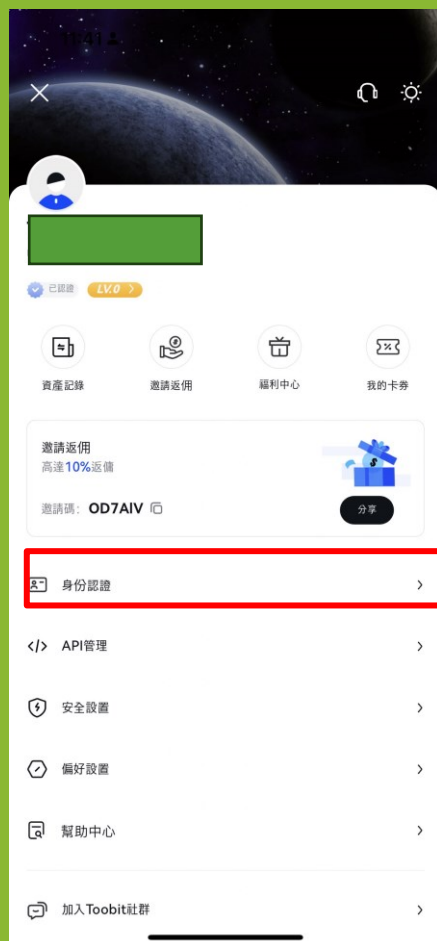 11:41
已認證 LV.0
資產記錄 邀請返佣 福利中心 我的卡券
邀請返佣
高達10%返傭
邀請碼: OD7AIV
分享
身份認證
API管理
安全設置
偏好設置
幫助中心
加入Toobit社群